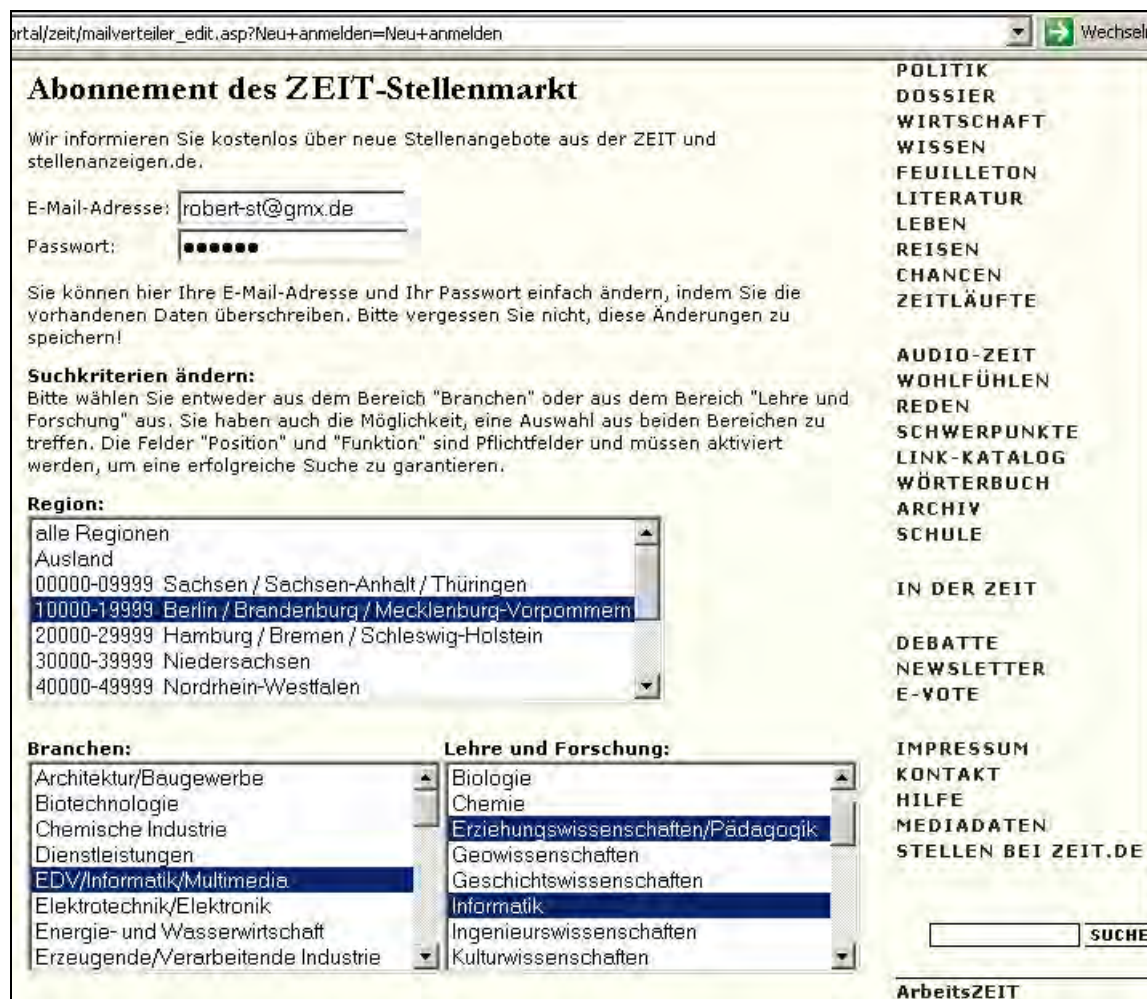 ortal/zeit/mailverteiler_edit.asp?Neu+anmelden=Neu+anmelden
Wechseln
Abonnement des ZEIT-Stellenmarkt
Wir informieren Sie kostenlos über neue Stellenangebote aus der ZEIT und
stellenanzeigen.de.
E-Mail-Adresse: robert-st@gmx.de
Passwort: ●●●●●●
Sie können hier Ihre E-Mail-Adresse und Ihr Passwort einfach ändern, indem Sie die
vorhandenen Daten überschreiben. Bitte vergessen Sie nicht, diese Änderungen zu
speichern!
Suchkriterien ändern:
Bitte wählen Sie entweder aus dem Bereich "Branchen" oder aus dem Bereich "Lehre und
Forschung" aus. Sie haben auch die Möglichkeit, eine Auswahl aus beiden Bereichen zu
treffen. Die Felder "Position" und "Funktion" sind Pflichtfelder und müssen aktiviert
werden, um eine erfolgreiche Suche zu garantieren.
Region:
alle Regionen
Ausland
00000-09999 Sachsen / Sachsen-Anhalt / Thüringen
10000-19999 Berlin / Brandenburg / Mecklenburg-Vorpommern
20000-29999 Hamburg / Bremen / Schleswig-Holstein
30000-39999 Niedersachsen
40000-49999 Nordrhein-Westfalen
Branchen:
Architektur/Baugewerbe
Biotechnologie
Chemische Industrie
Dienstleistungen
EDV/Informatik/Multimedia
Elektrotechnik/Elektronik
Energie- und Wasserwirtschaft
Erzeugende/Verarbeitende Industrie
Lehre und Forschung:
Biologie
Chemie
Erziehungswissenschaften/Pädagogik
Geowissenschaften
Geschichtswissenschaften
Informatik
Ingenieurswissenschaften
Kulturwissenschaften
POLITIK
DOSSIER
WIRTSCHAFT
WISSEN
FEUILLETON
LITERATUR
LEBEN
REISEN
CHANCEN
ZEITLÄUFTE
AUDIO-ZEIT
WOHLFÜHLEN
REDEN
SCHWERPUNKTE
LINK-KATALOG
WÖRTERBUCH
ARCHIV
SCHULE
IN DER ZEIT
DEBATTE
NEWSLETTER
E-VOTE
IMPRESSUM
KONTAKT
HILFE
MEDIADATEN
STELLEN BEI ZEIT.DE
SUCHE
ArbeitsZEIT